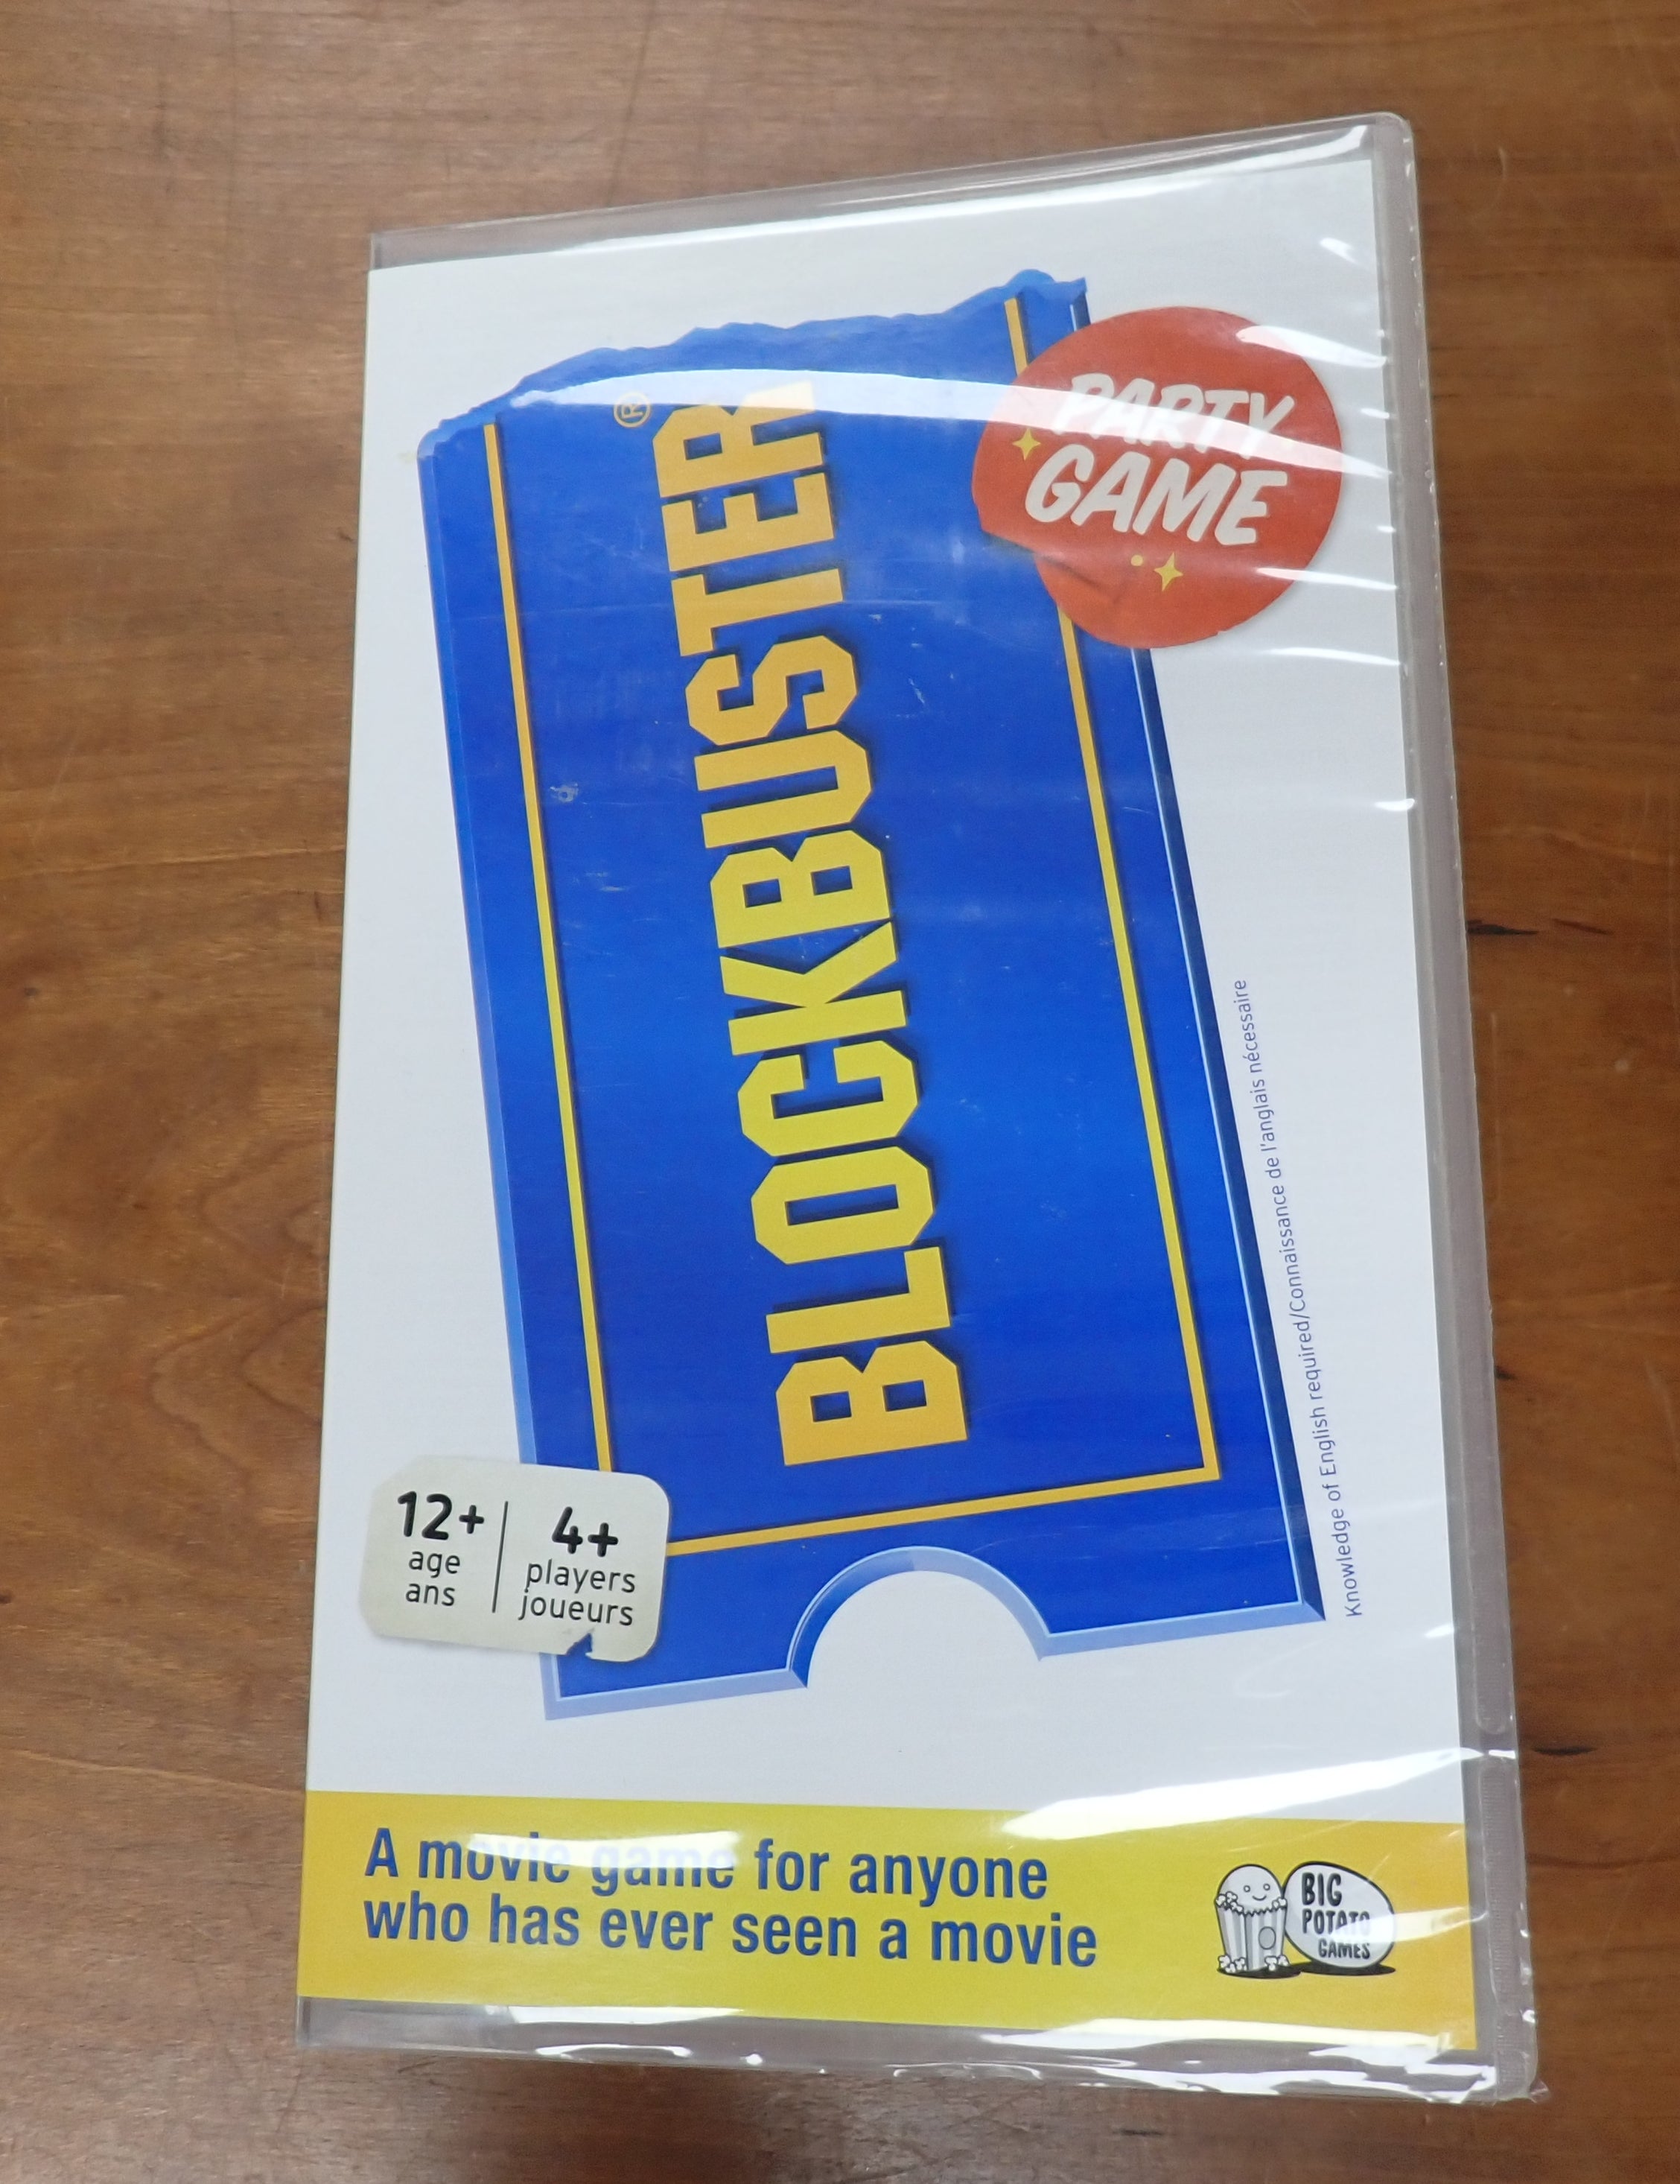 PARTY
GAME
BLOCKBUSTER®
Knowledge of English required/Connaissance de l'anglais nécessaire
12+
age
ans
4+
players
joueurs
A movie game for anyone
who has ever seen a movie
BIG
POTATO
GAMES